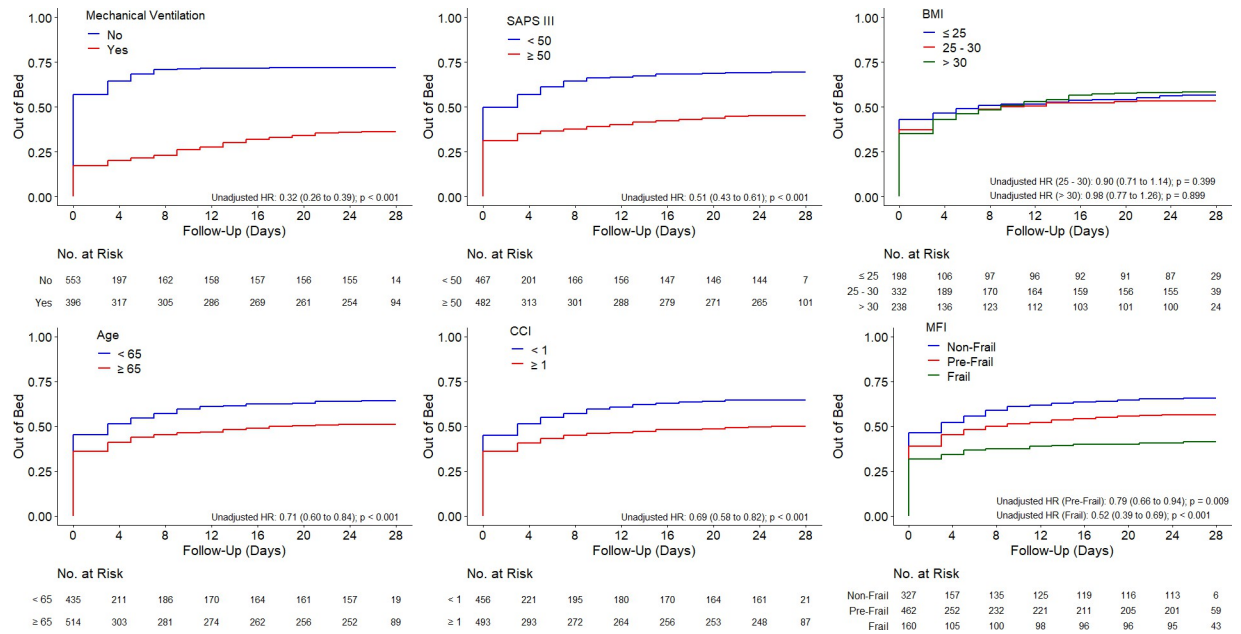 Mechanical Ventilation
No
Yes
1.00
0.75
0.50
0.25
0.00
Out of Bed
Unadjusted HR: 0.32 (0.26 to 0.39); p < 0.001
0 4 8 12 16 20 24 28
Follow-Up (Days)
No. at Risk
No 553 197 162 158 157 156 155 14
Yes 396 317 305 286 269 261 254 94
SAPS III
< 50
≥ 50
1.00
0.75
0.50
0.25
0.00
Out of Bed
Unadjusted HR: 0.51 (0.43 to 0.61); p < 0.001
0 4 8 12 16 20 24 28
Follow-Up (Days)
No. at Risk
< 50 467 201 166 156 147 146 144 7
≥ 50 482 313 301 288 279 271 265 101
BMI
≤ 25
25 - 30
> 30
1.00
0.75
0.50
0.25
0.00
Out of Bed
Unadjusted HR (25 - 30): 0.90 (0.71 to 1.14); p = 0.399
Unadjusted HR (> 30): 0.98 (0.77 to 1.26); p = 0.899
0 4 8 12 16 20 24 28
Follow-Up (Days)
No. at Risk
≤ 25 198 106 97 96 92 91 87 29
25 - 30 332 189 170 164 159 156 155 39
> 30 238 136 123 112 103 101 100 24
Age
< 65
≥ 65
1.00
0.75
0.50
0.25
0.00
Out of Bed
Unadjusted HR: 0.71 (0.60 to 0.84); p < 0.001
0 4 8 12 16 20 24 28
Follow-Up (Days)
No. at Risk
< 65 435 211 186 170 164 161 157 19
≥ 65 514 303 281 274 262 256 252 89
CCI
< 1
≥ 1
1.00
0.75
0.50
0.25
0.00
Out of Bed
Unadjusted HR: 0.69 (0.58 to 0.82); p < 0.001
0 4 8 12 16 20 24 28
Follow-Up (Days)
No. at Risk
< 1 456 221 195 180 170 164 161 21
≥ 1 493 293 272 264 256 253 248 87
MFI
Non-Frail
Pre-Frail
Frail
1.00
0.75
0.50
0.25
0.00
Out of Bed
Unadjusted HR (Pre-Frail): 0.79 (0.66 to 0.94); p = 0.009
Unadjusted HR (Frail): 0.52 (0.39 to 0.69); p < 0.001
0 4 8 12 16 20 24 28
Follow-Up (Days)
No. at Risk
Non-Frail 327 157 135 125 119 116 113 6
Pre-Frail 462 252 232 221 211 205 201 59
Frail 160 105 100 98 96 96 95 43